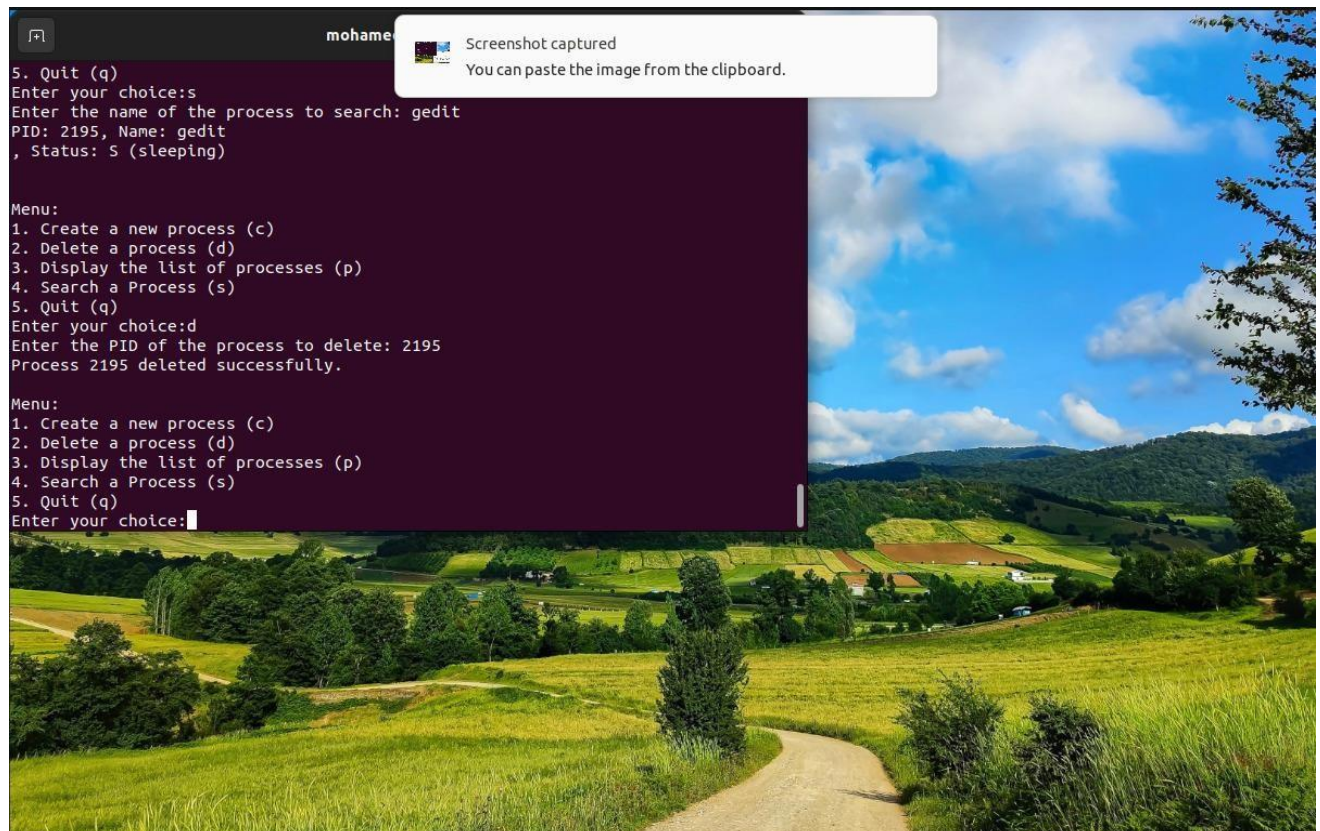 mohame
Screenshot captured
You can paste the image from the clipboard.
5. Quit (q)
Enter your choice:s
Enter the name of the process to search: gedit
PID: 2195, Name: gedit
, Status: S (sleeping)
Menu:
1. Create a new process (c)
2. Delete a process (d)
3. Display the list of processes (p)
4. Search a Process (s)
5. Quit (q)
Enter your choice:d
Enter the PID of the process to delete: 2195
Process 2195 deleted successfully.
Menu:
1. Create a new process (c)
2. Delete a process (d)
3. Display the list of processes (p)
4. Search a Process (s)
5. Quit (q)
Enter your choice: